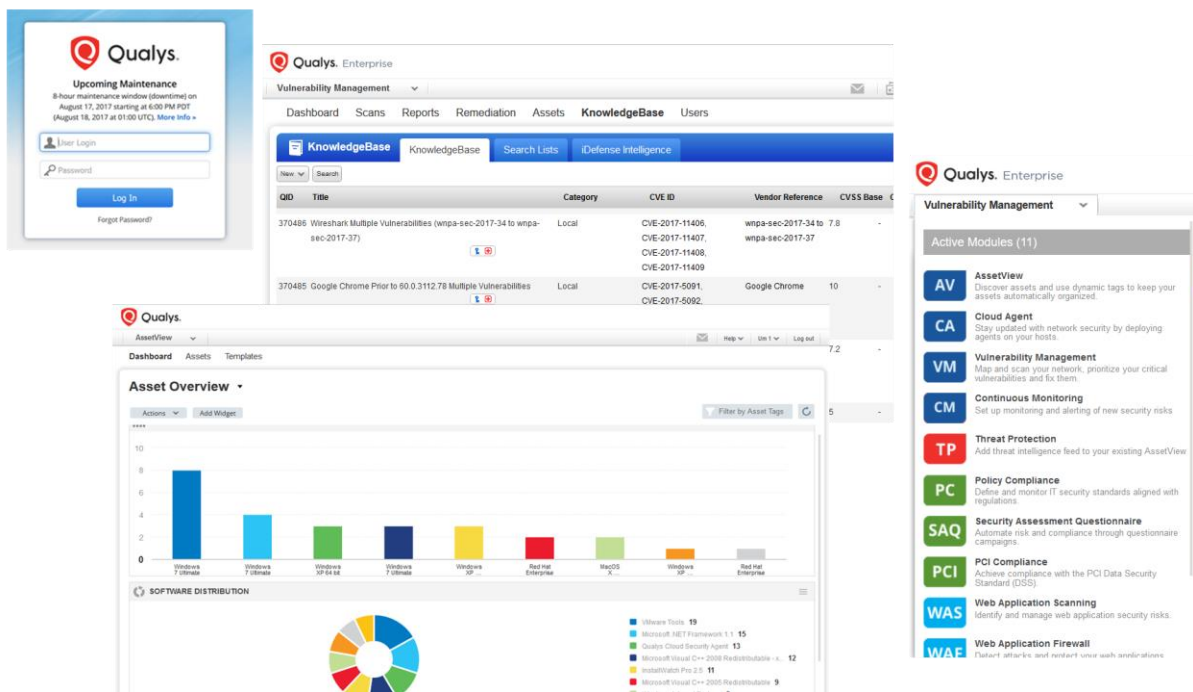 Qualys.
Upcoming Maintenance
8-hour maintenance window (downtime) on
August 17, 2017 starting at 6:00 PM PDT
(August 18, 2017 at 01:00 UTC). More Info »
User Login
Password
Log In
Forgot Password?
Qualys. Enterprise
Vulnerability Management
Dashboard Scans Reports Remediation Assets KnowledgeBase Users
KnowledgeBase KnowledgeBase Search Lists iDefense Intelligence
New Search
QID Title Category CVE ID Vendor Reference CVSS Base
370486 Wireshark Multiple Vulnerabilities (wnpa-sec-2017-34 to wnpa- Local CVE-2017-11406, wnpa-sec-2017-34 to 7.8 -
sec-2017-37) CVE-2017-11407, wnpa-sec-2017-37
CVE-2017-11408,
CVE-2017-11409
370485 Google Chrome Prior to 60.0.3112.78 Multiple Vulnerabilities Local CVE-2017-5091, Google Chrome 10 -
CVE-2017-5092,
7.2 -
5 -
Qualys.
AssetView Help Log out
Dashboard Assets Templates
Asset Overview
Actions Add Widget Filter by Asset Tags
10
8
6
4
2
0
Windows Windows Windows Windows Windows Red Hat MacOS Windows Red Hat
7 Ultimate 7 Ultimate XP 64 bit 7 Ultimate XP ... Enterprise X ... XP ... Enterprise
SOFTWARE DISTRIBUTION
VMware Tools 19
Microsoft .NET Framework 1.1 15
Qualys Cloud Security Agent 13
Microsoft Visual C++ 2008 Redistributable - x.. 12
InstallWatch Pro 2.5 11
Microsoft Visual C++ 2005 Redistributable 9
Qualys. Enterprise
Vulnerability Management
Active Modules (11)
AV AssetView
Discover assets and use dynamic tags to keep your
assets automatically organized.
CA Cloud Agent
Stay updated with network security by deploying
agents on your hosts.
VM Vulnerability Management
Map and scan your network, prioritize your critical
vulnerabilities and fix them.
CM Continuous Monitoring
Set up monitoring and alerting of new security risks
TP Threat Protection
Add threat intelligence feed to your existing AssetView
PC Policy Compliance
Define and monitor IT security standards aligned with
regulations.
SAQ Security Assessment Questionnaire
Automate risk and compliance through questionnaire
campaigns.
PCI PCI Compliance
Achieve compliance with the PCI Data Security
Standard (DSS).
WAS Web Application Scanning
Identify and manage web application security risks.
WAF Web Application Firewall
Detect attacks and protect your web applications